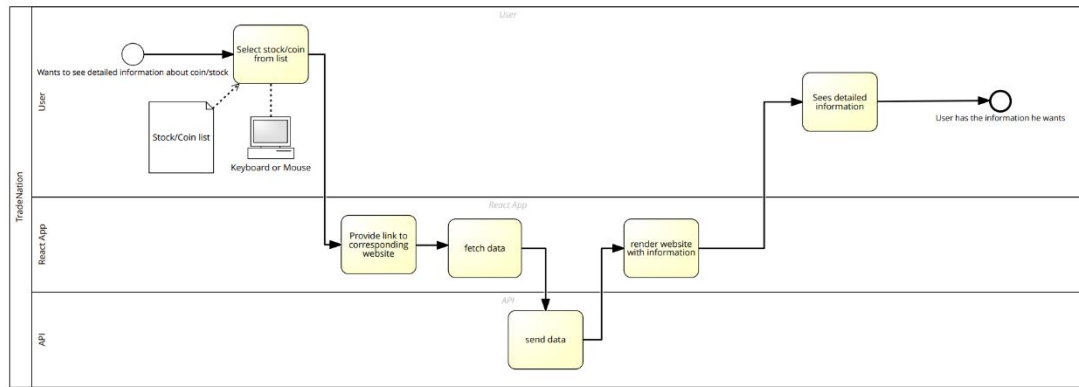 User
Select stock/coin
from list
Wants to see detailed information about coin/stock
Stock/Coin list
Keyboard or Mouse
Sees detailed
information
User has the information he wants
User
TradeNation
React App
Provide link to
corresponding
website
fetch data
render website
with information
React App
API
send data
API